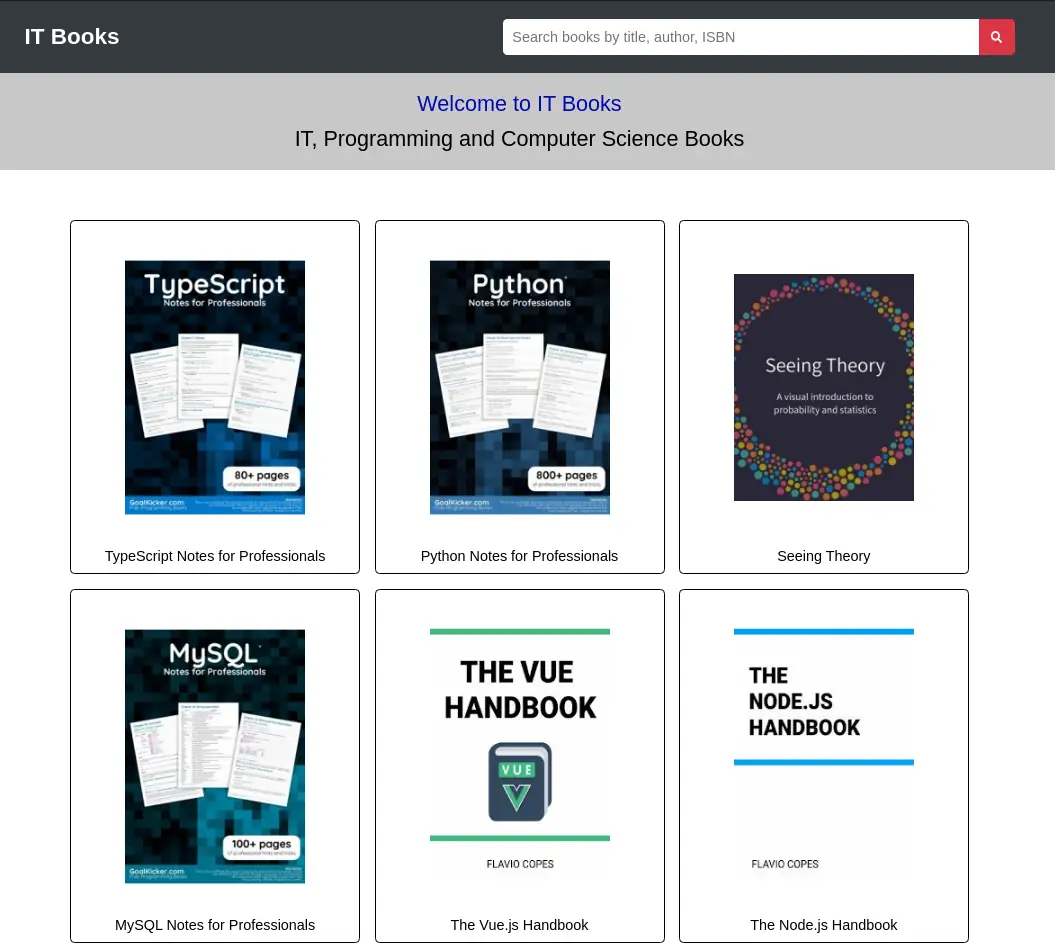 IT Books
Search books by title, author, ISBN
Welcome to IT Books
IT, Programming and Computer Science Books
TypeScript
Notes for Professionals
80+ pages
of professional hints and tricks
GoalKicker.com
Free Programming Books
TypeScript Notes for Professionals
Python
Notes for Professionals
800+ pages
of professional hints and tricks
GoalKicker.com
Free Programming Books
Python Notes for Professionals
Seeing Theory
A visual introduction to
probability and statistics
Seeing Theory
MySQL
Notes for Professionals
100+ pages
of professional hints and tricks
GoalKicker.com
Free Programming Books
MySQL Notes for Professionals
THE VUE
HANDBOOK
VUE
FLAVIO COPES
The Vue.js Handbook
THE
NODE.JS
HANDBOOK
FLAVIO COPES
The Node.js Handbook